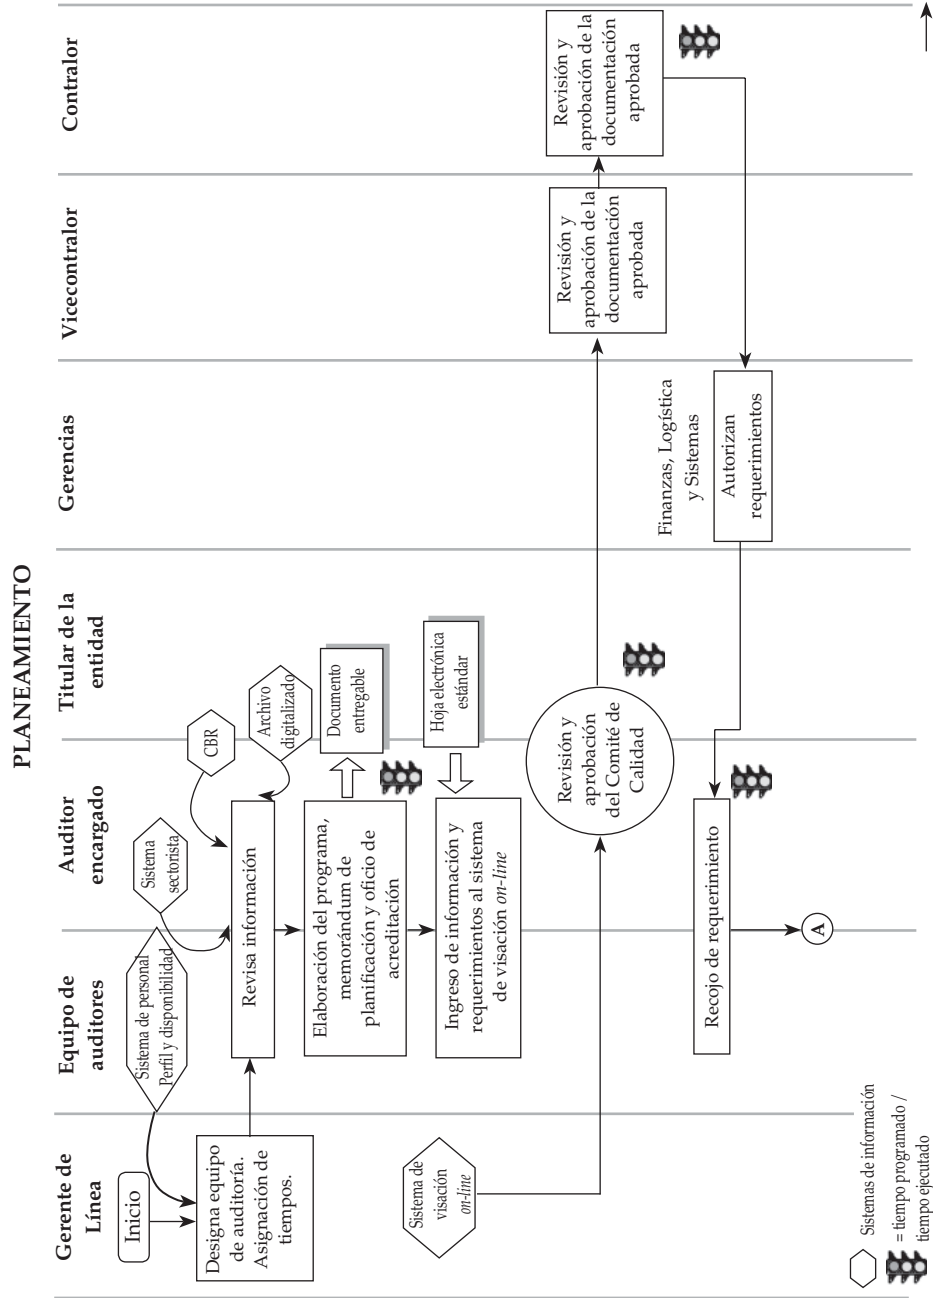 PLANEAMIENTO
Gerente de
Línea
Equipo de
auditores
Auditor
encargado
Titular de la
entidad
Gerencias
Vicecontralor
Contralor
Inicio
Sistema de personal
Perfil y disponibilidad
Sistema
sectorista
CBR
Archivo
digitalizado
Designa equipo
de auditoría.
Asignación de
tiempos.
Revisa información
Elaboración del programa,
memorándum de
planificación y oficio de
acreditación
Documento
entregable
Ingreso de información y
requerimientos al sistema
de visación on-line
Hoja electrónica
estándar
Sistema de
visación
on-line
Revisión y
aprobación
del Comité de
Calidad
Revisión y
aprobación de la
documentación
aprobada
Revisión y
aprobación de la
documentación
aprobada
Finanzas, Logística
y Sistemas
Autorizan
requerimientos
Recojo de requerimiento
A
Sistemas de información
= tiempo programado /
tiempo ejecutado